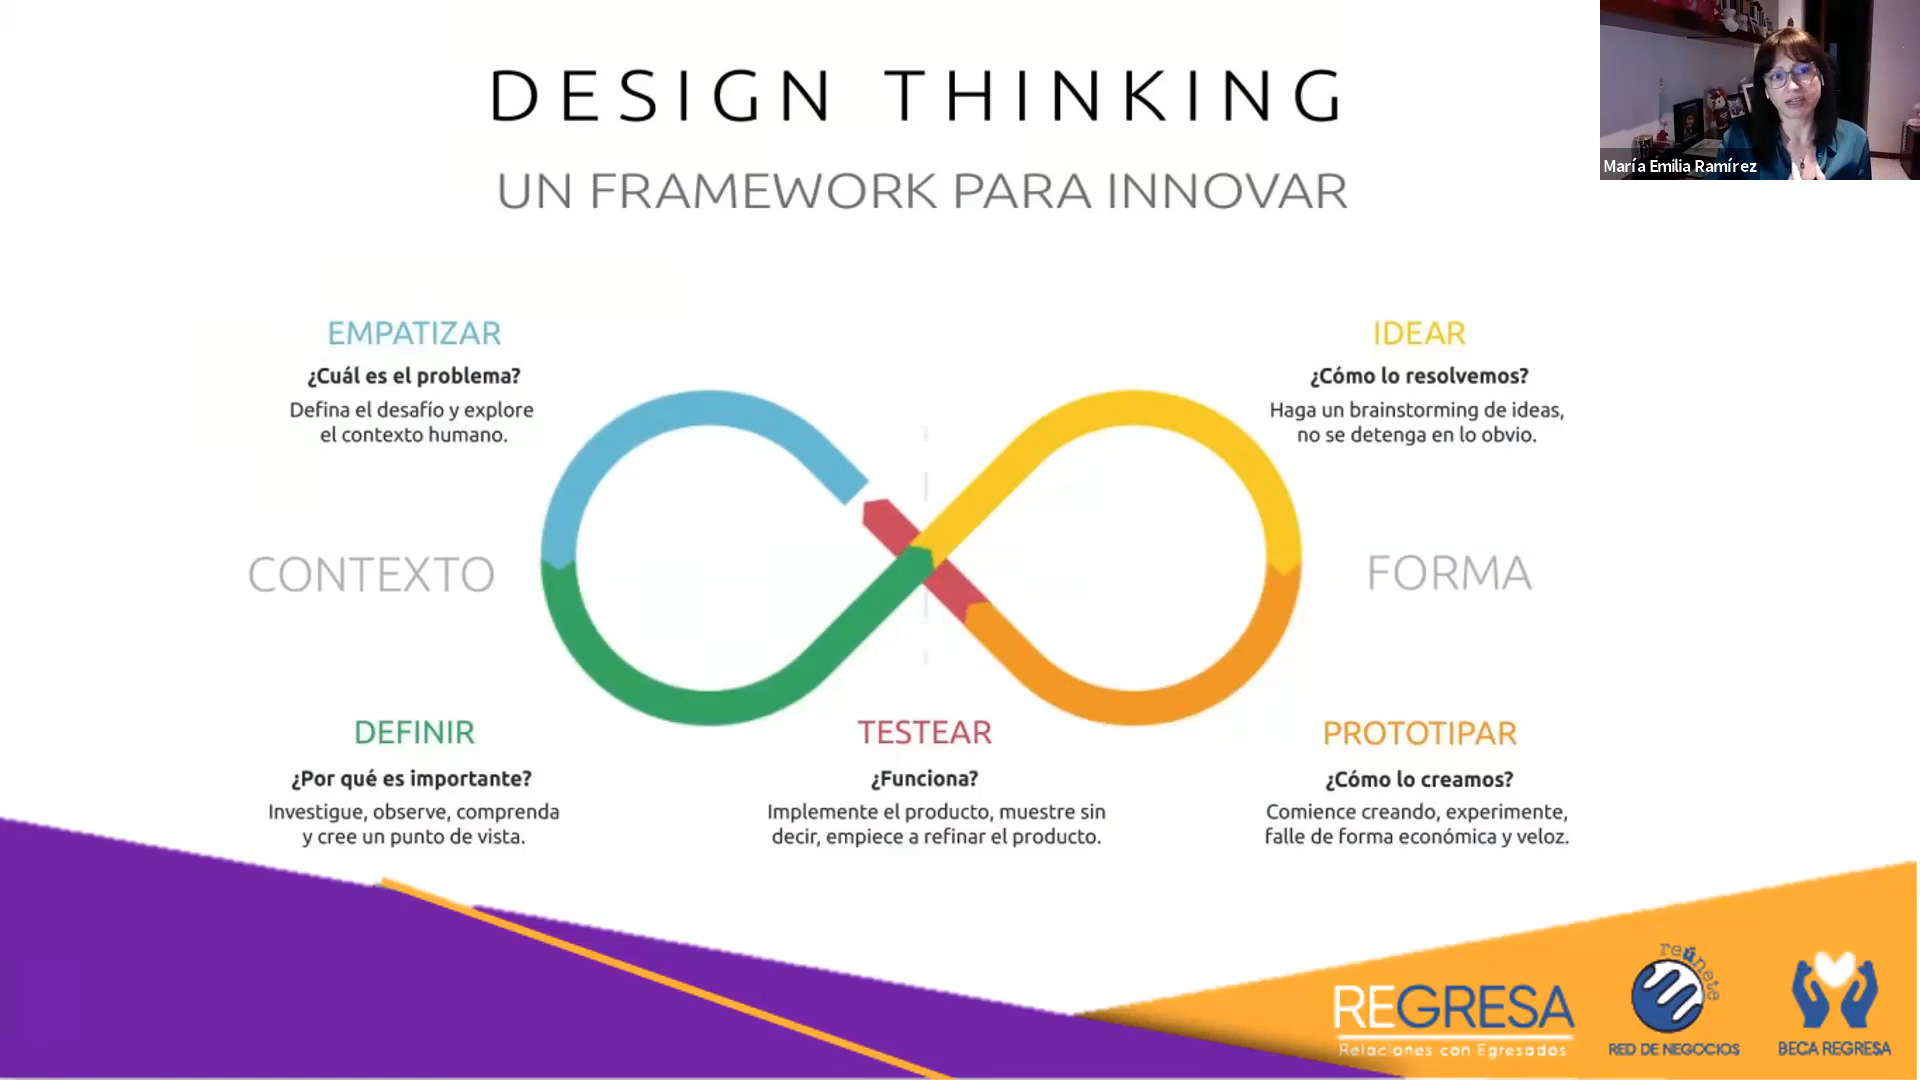 DESIGN THINKING
UN FRAMEWORK PARA INNOVAR
María Emilia Ramírez
EMPATIZAR
¿Cuál es el problema?
Defina el desafío y explore
el contexto humano.
IDEAR
¿Cómo lo resolvemos?
Haga un brainstorming de ideas,
no se detenga en lo obvio.
CONTEXTO
FORMA
DEFINIR
¿Por qué es importante?
Investigue, observe, comprenda
y cree un punto de vista.
TESTEAR
¿Funciona?
Implemente el producto, muestre sin
decir, empiece a refinar el producto.
PROTOTIPAR
¿Cómo lo creamos?
Comience creando, experimente,
falle de forma económica y veloz.
REGRESA
Relaciones con Egresados
reúnete
RED DE NEGOCIOS
BECA REGRESA